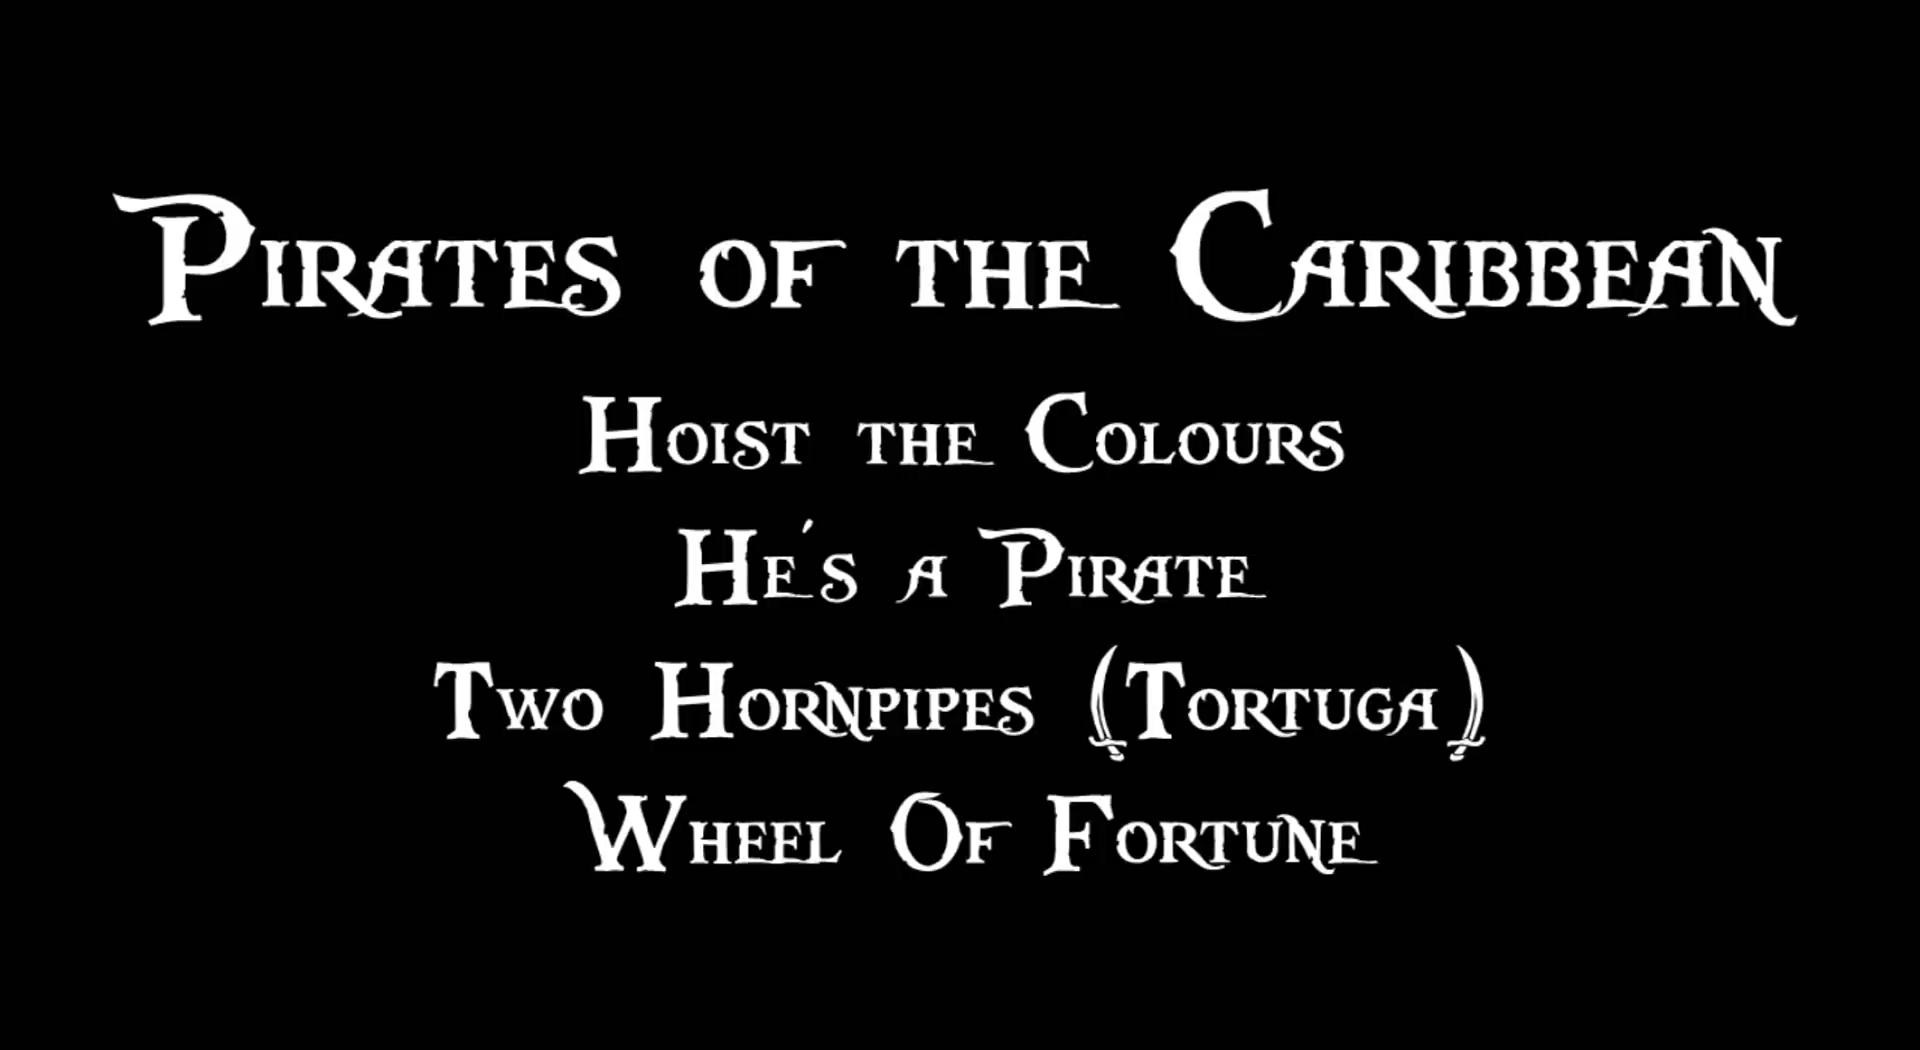 Pirates of the Caribbean
Hoist the Colours
He's a Pirate
Two Hornpipes (Tortuga)
Wheel Of Fortune